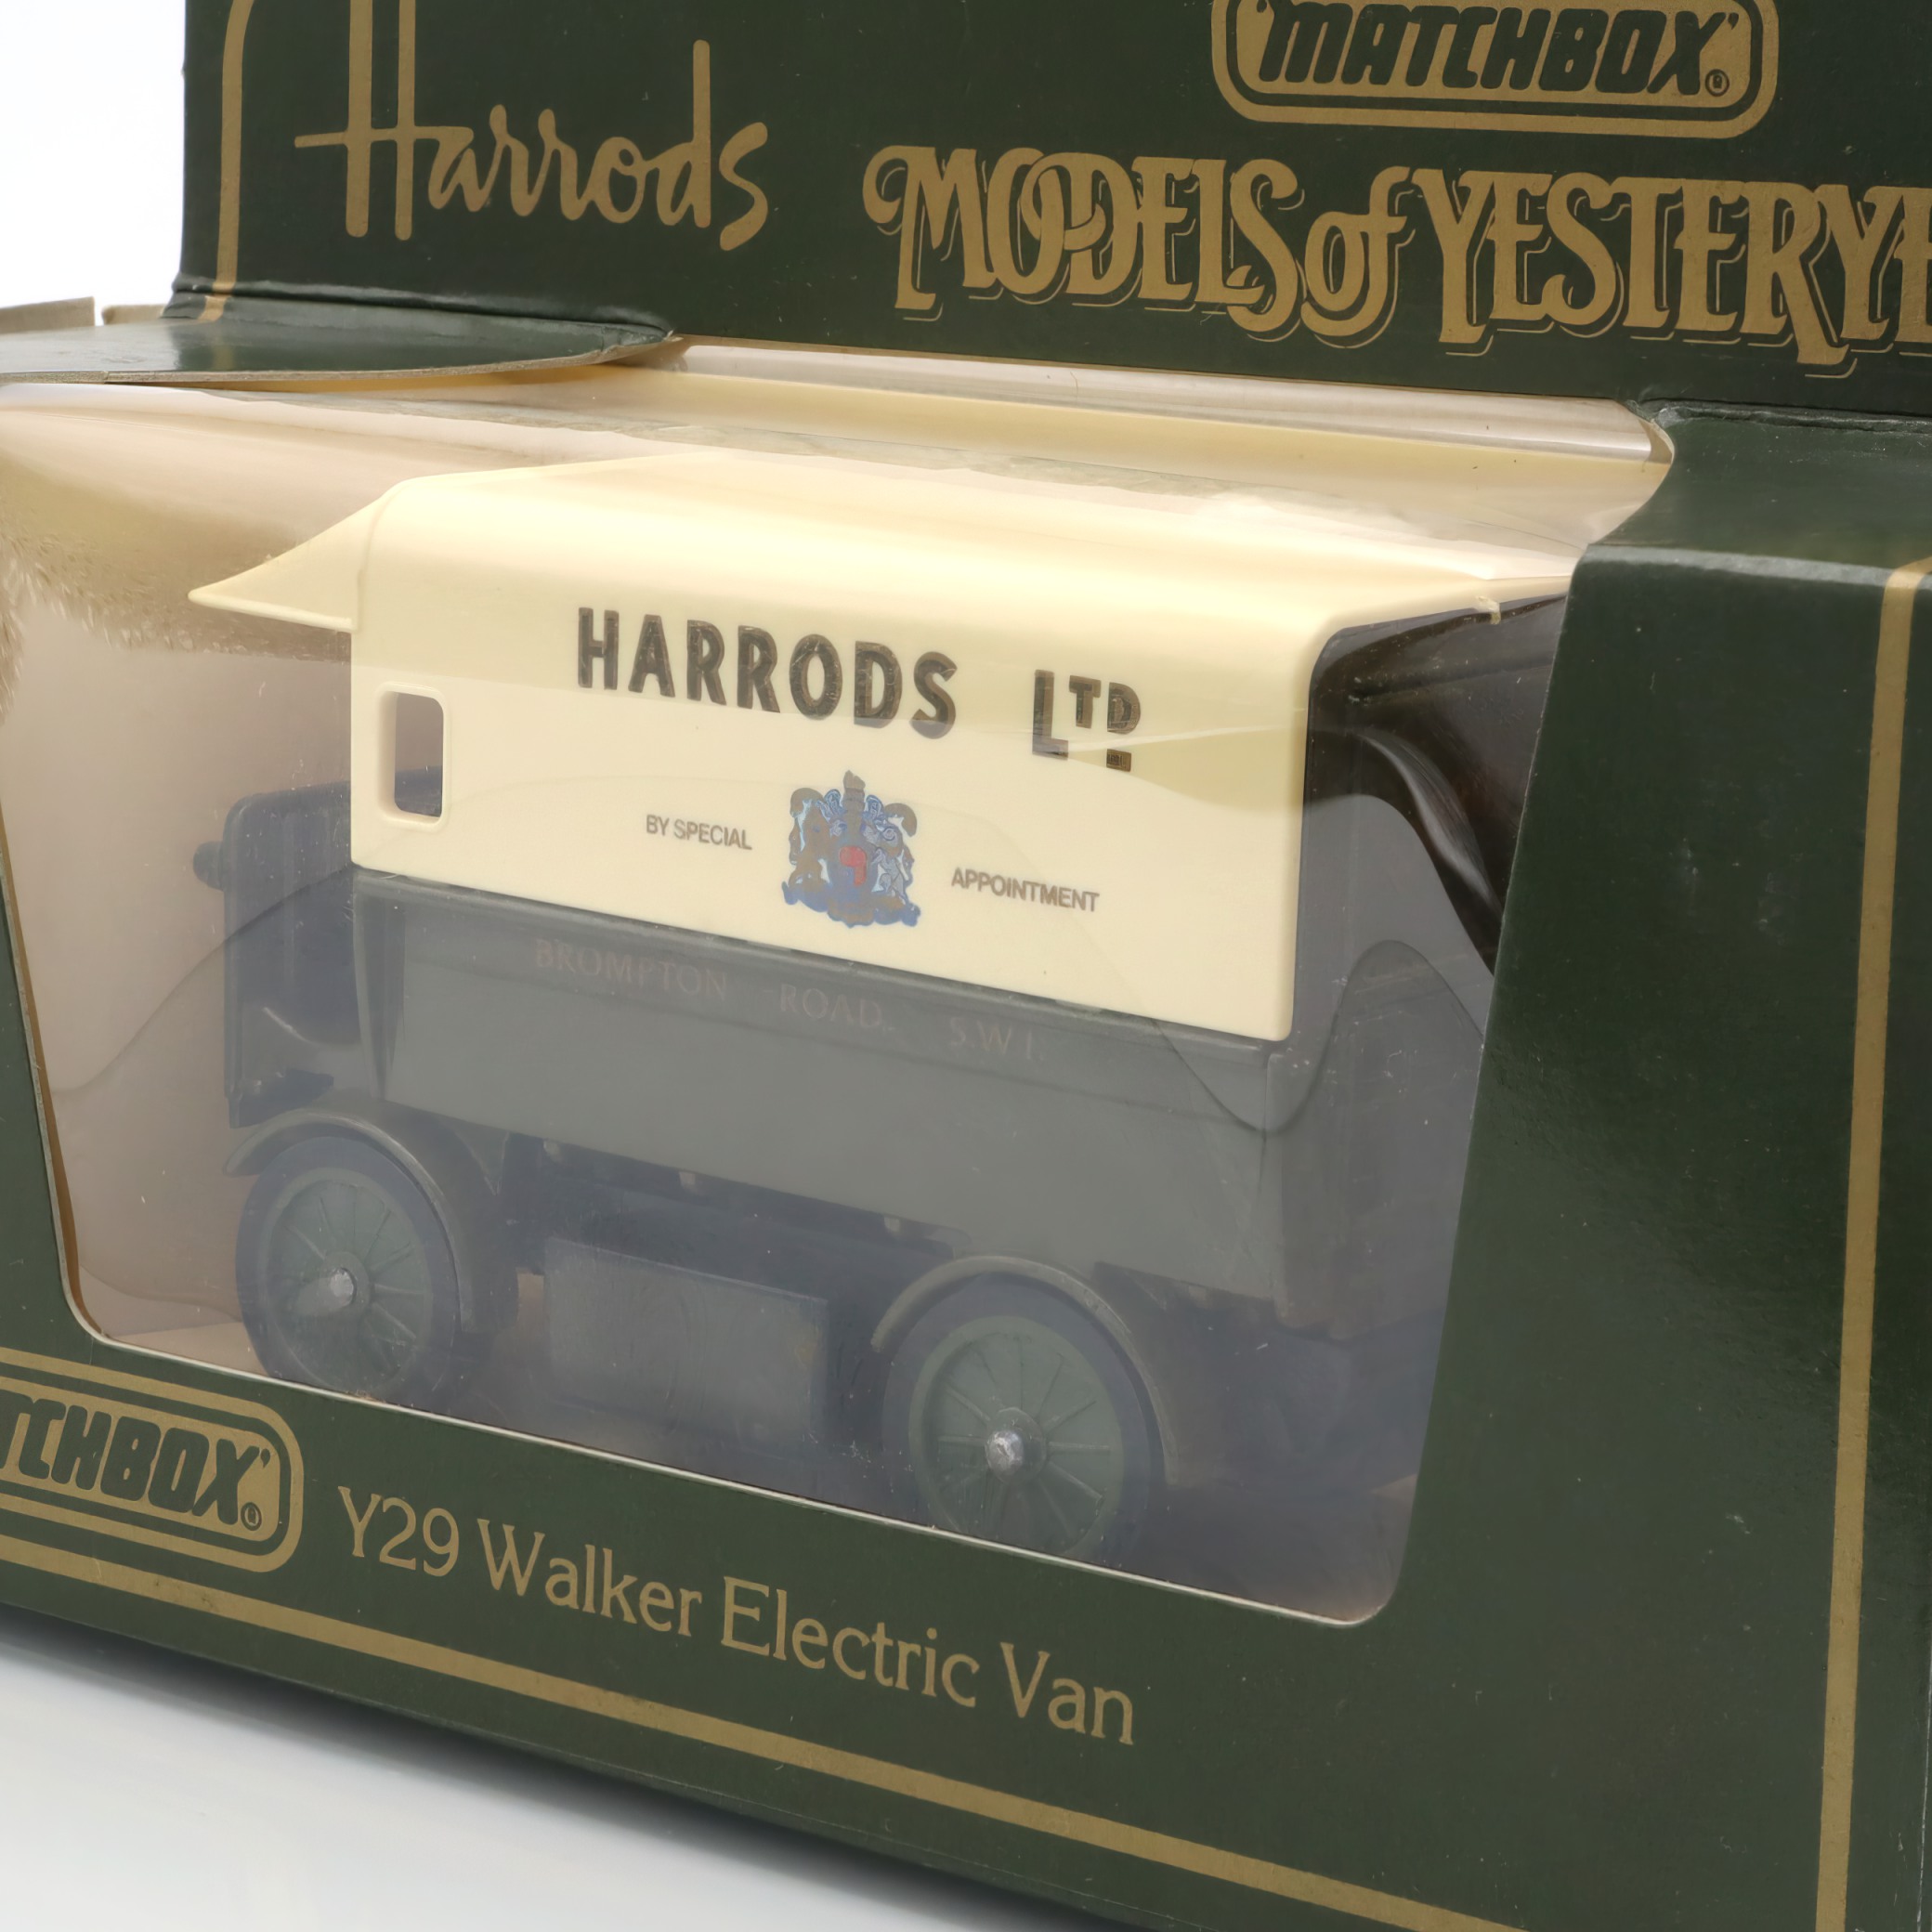 Harrods
'MATCHBOX'
MODELS of YESTERYE
HARRODS LTD
BY SPECIAL APPOINTMENT
BROMPTON ROAD. S.W 1.
TCHBOX'
Y29 Walker Electric Van